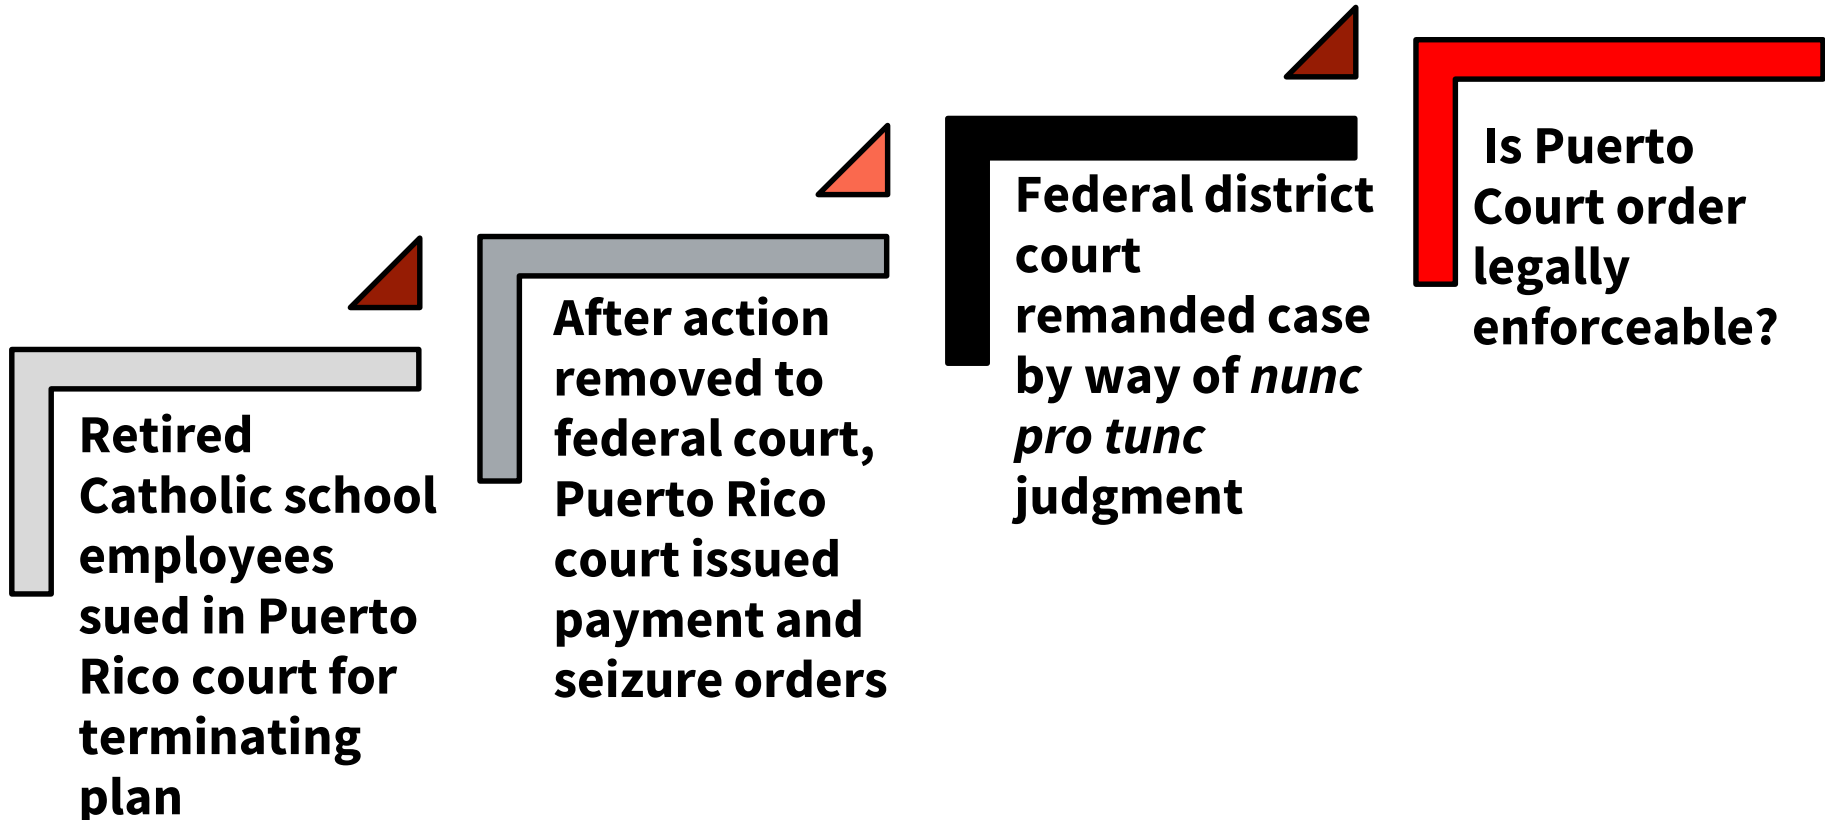 Retired
Catholic school
employees
sued in Puerto
Rico court for
terminating
plan
After action
removed to
federal court,
Puerto Rico
court issued
payment and
seizure orders
Federal district
court
remanded case
by way of nunc
pro tunc
judgment
Is Puerto
Court order
legally
enforceable?